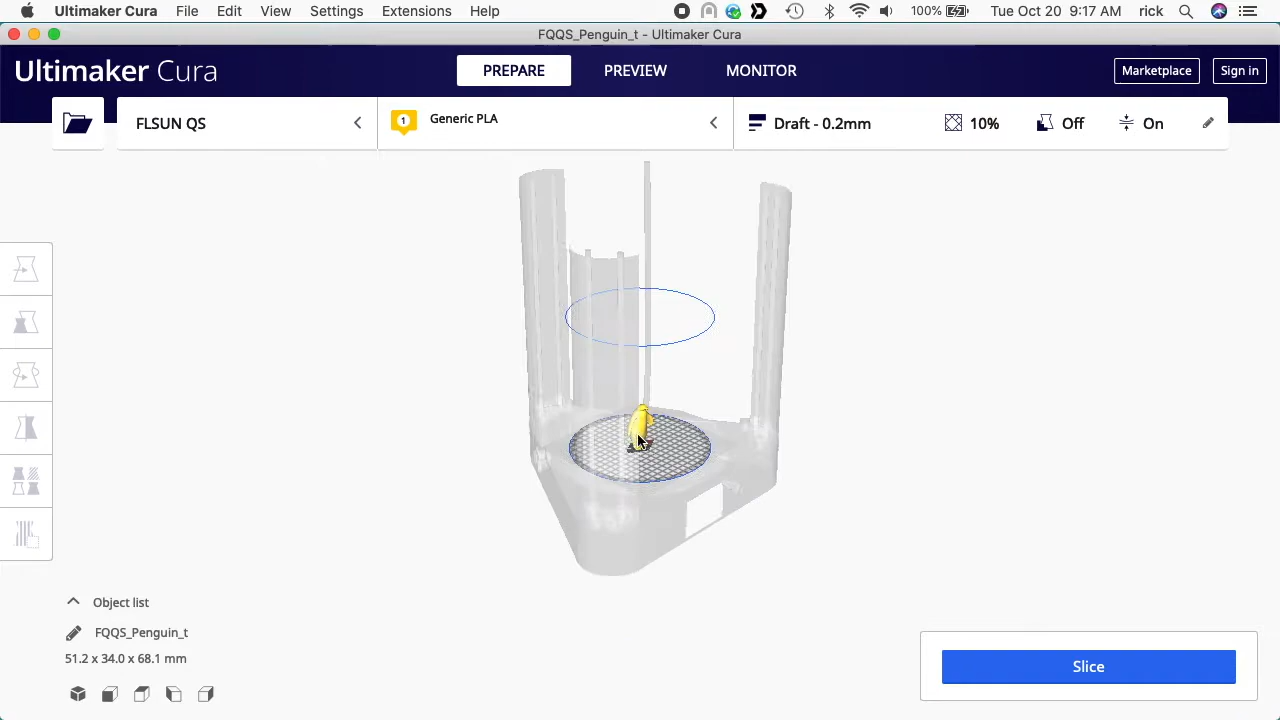 Ultimaker Cura File Edit View Settings Extensions Help 100% Tue Oct 20 9:17 AM rick
FQQS_Penguin_t - Ultimaker Cura
Ultimaker Cura PREPARE PREVIEW MONITOR Marketplace Sign in
FLSUN QS 1 Generic PLA Draft - 0.2mm 10% Off On
Object list
FQQS_Penguin_t
51.2 x 34.0 x 68.1 mm
Slice